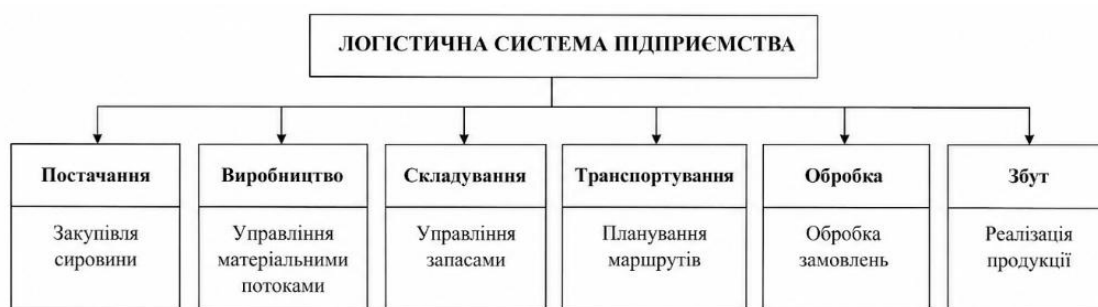 ЛОГІСТИЧНА СИСТЕМА ПІДПРИЄМСТВА
Постачання
Закупівля
сировини
Виробництво
Управління
матеріальними
потоками
Складування
Управління
запасами
Транспортування
Планування
маршрутів
Обробка
Обробка
замовлень
Збут
Реалізація
продукції